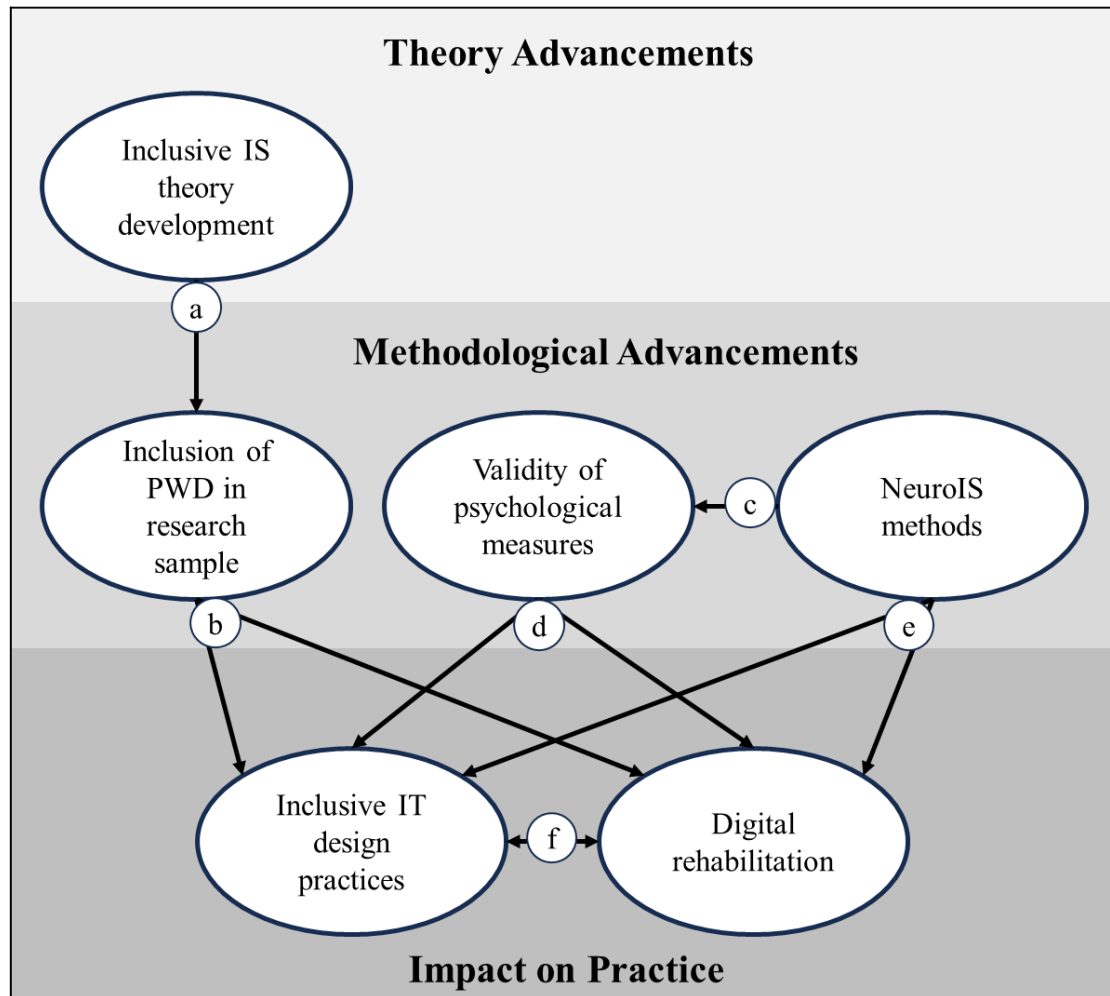 Theory Advancements
Inclusive IS
theory
development
a
Methodological Advancements
Inclusion of
PWD in
research
sample
Validity of
psychological
measures
c
NeuroIS
methods
b
d
e
Inclusive IT
design
practices
f
Digital
rehabilitation
Impact on Practice